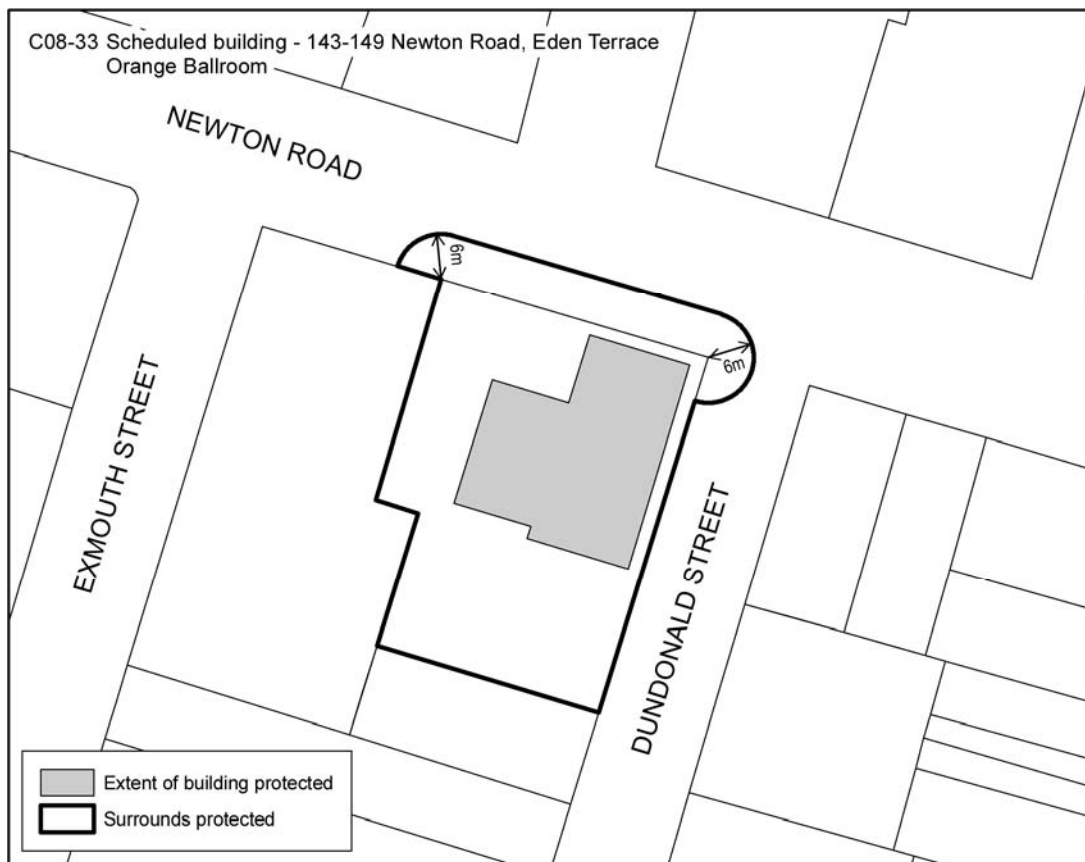 C08-33 Scheduled building - 143-149 Newton Road, Eden Terrace
Orange Ballroom
NEWTON ROAD
6m
6m
EXMOUTH STREET
DUNDONALD STREET
Extent of building protected
Surrounds protected